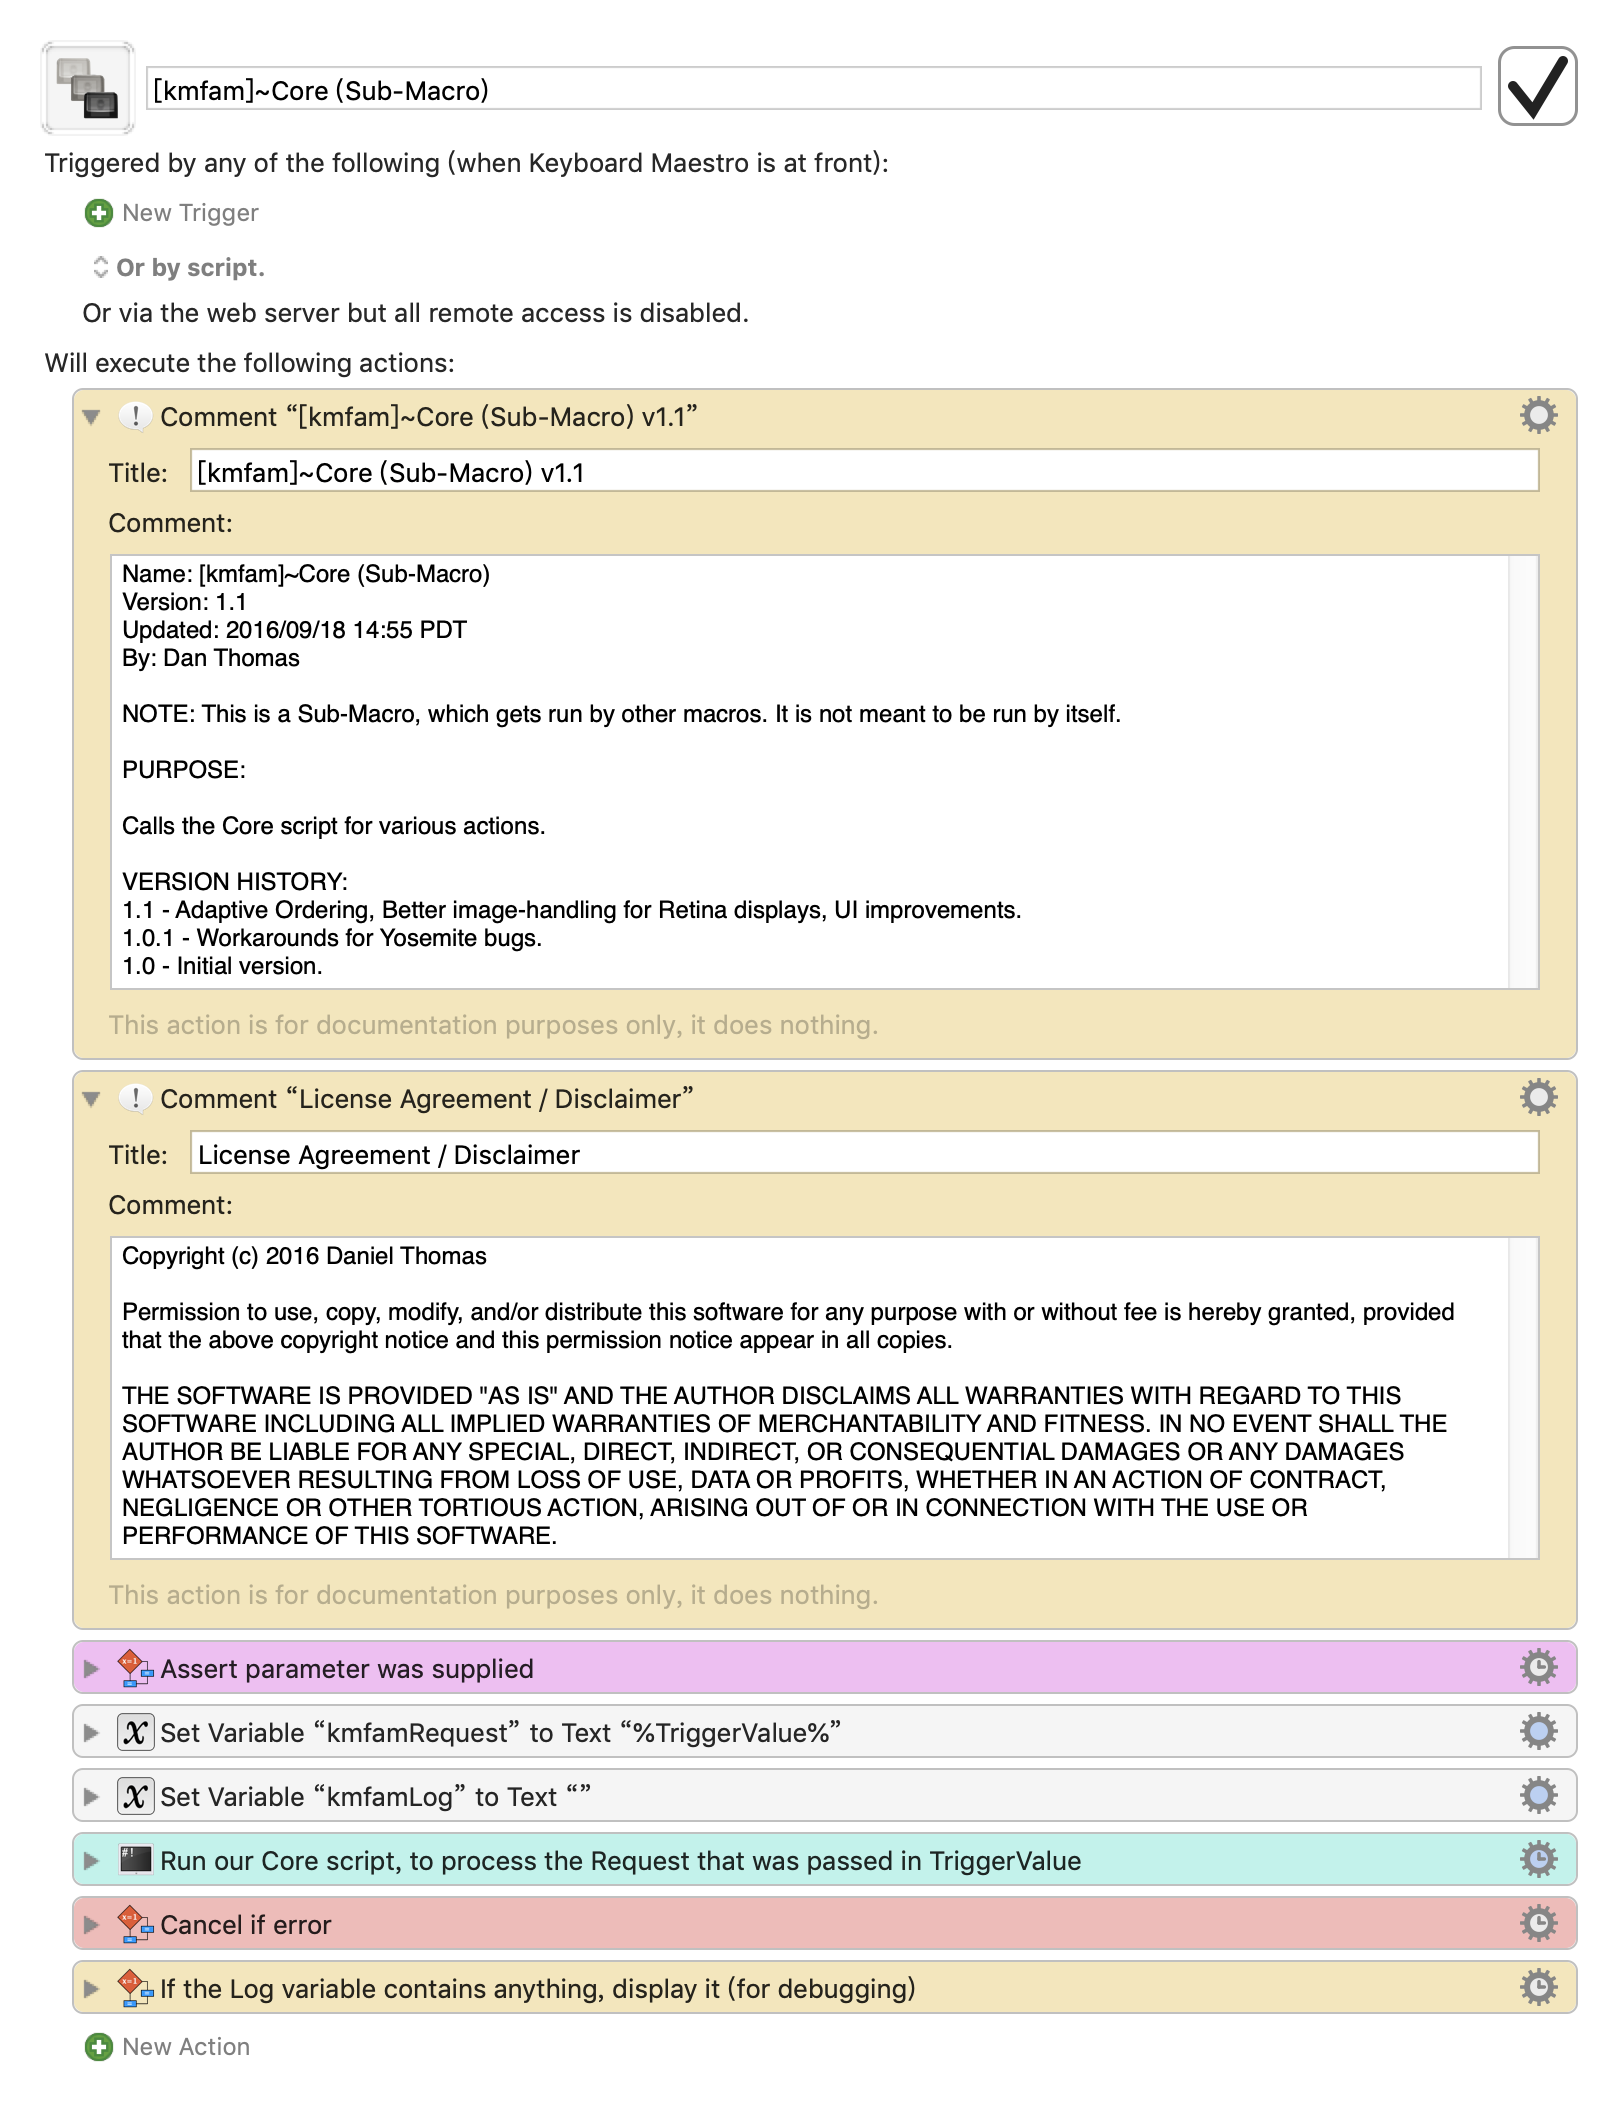 [kmfam]~Core (Sub-Macro)
Triggered by any of the following (when Keyboard Maestro is at front):
New Trigger
Or by script.
Or via the web server but all remote access is disabled.
Will execute the following actions:
Comment “[kmfam]~Core (Sub-Macro) v1.1”
Title: [kmfam]~Core (Sub-Macro) v1.1
Comment:
Name: [kmfam]~Core (Sub-Macro)
Version: 1.1
Updated: 2016/09/18 14:55 PDT
By: Dan Thomas
NOTE: This is a Sub-Macro, which gets run by other macros. It is not meant to be run by itself.
PURPOSE:
Calls the Core script for various actions.
VERSION HISTORY:
1.1 - Adaptive Ordering, Better image-handling for Retina displays, UI improvements.
1.0.1 - Workarounds for Yosemite bugs.
1.0 - Initial version.
This action is for documentation purposes only, it does nothing.
Comment “License Agreement / Disclaimer”
Title: License Agreement / Disclaimer
Comment:
Copyright (c) 2016 Daniel Thomas
Permission to use, copy, modify, and/or distribute this software for any purpose with or without fee is hereby granted, provided
that the above copyright notice and this permission notice appear in all copies.
THE SOFTWARE IS PROVIDED "AS IS" AND THE AUTHOR DISCLAIMS ALL WARRANTIES WITH REGARD TO THIS
SOFTWARE INCLUDING ALL IMPLIED WARRANTIES OF MERCHANTABILITY AND FITNESS. IN NO EVENT SHALL THE
AUTHOR BE LIABLE FOR ANY SPECIAL, DIRECT, INDIRECT, OR CONSEQUENTIAL DAMAGES OR ANY DAMAGES
WHATSOEVER RESULTING FROM LOSS OF USE, DATA OR PROFITS, WHETHER IN AN ACTION OF CONTRACT,
NEGLIGENCE OR OTHER TORTIOUS ACTION, ARISING OUT OF OR IN CONNECTION WITH THE USE OR
PERFORMANCE OF THIS SOFTWARE.
This action is for documentation purposes only, it does nothing.
Assert parameter was supplied
Set Variable “kmfamRequest” to Text “%TriggerValue%”
Set Variable “kmfamLog” to Text “”
Run our Core script, to process the Request that was passed in TriggerValue
Cancel if error
If the Log variable contains anything, display it (for debugging)
New Action